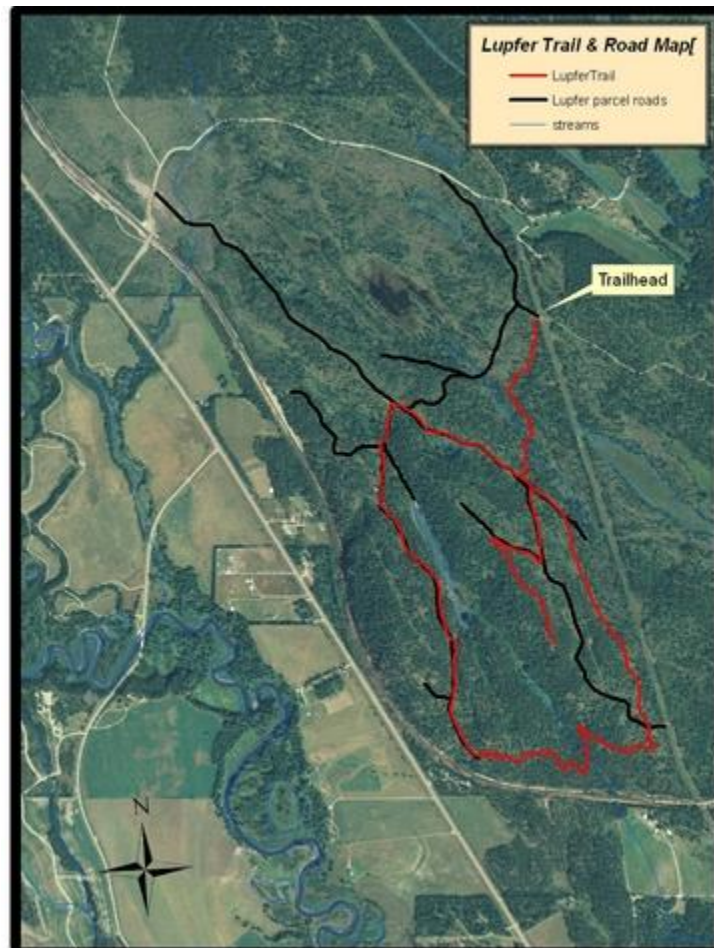 Lupfer Trail & Road Map[
LupferTrail
Lupfer parcel roads
streams
Trailhead
N